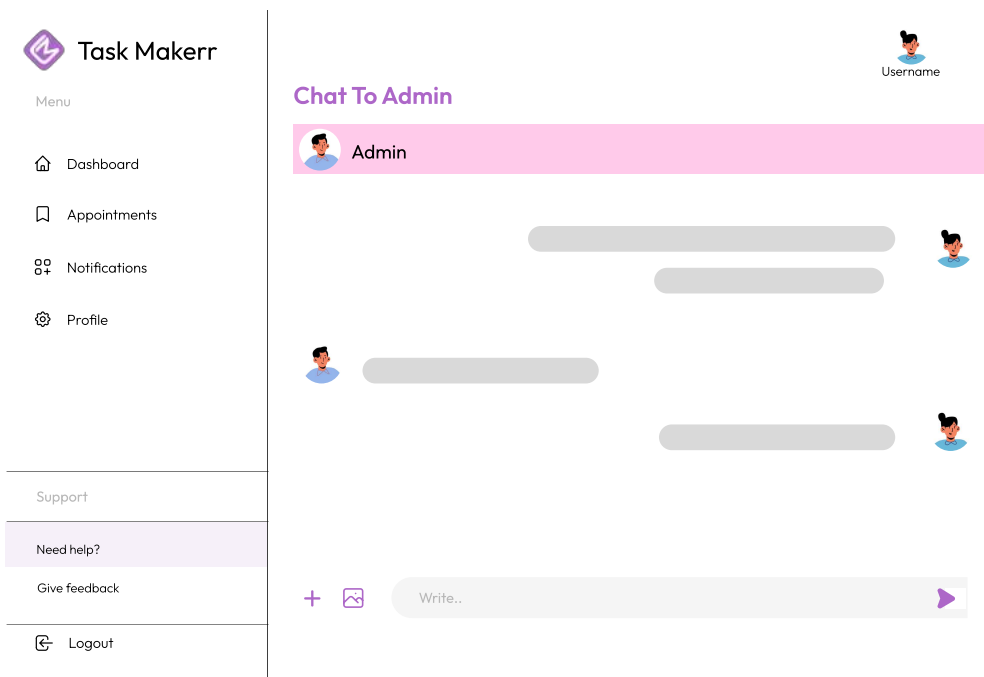 Task Makerr
Menu
Dashboard
Appointments
Notifications
Profile
Support
Need help?
Give feedback
Logout
Username
Chat To Admin
Admin
Write..